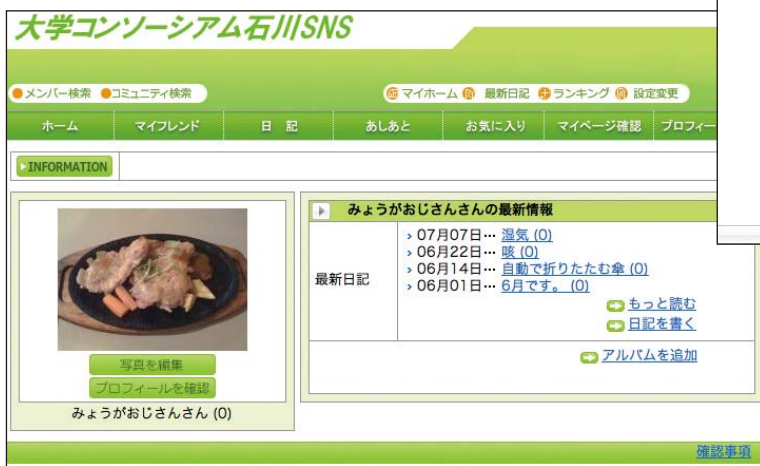 大学コンソーシアム石川SNS
メンバー検索 コミュニティ検索
マイホーム 最新日記 ランキング 設定変更
ホーム マイフレンド 日 記 あしあと お気に入り マイページ確認 プロフィー
INFORMATION
写真を編集
プロフィールを確認
みょうがおじさんさん (0)
みょうがおじさんさんの最新情報
最新日記
07月07日… 湿気 (0)
06月22日… 咳 (0)
06月14日… 自動で折りたたむ傘 (0)
06月01日… 6月です。 (0)
もっと読む
日記を書く
アルバムを追加
確認事項